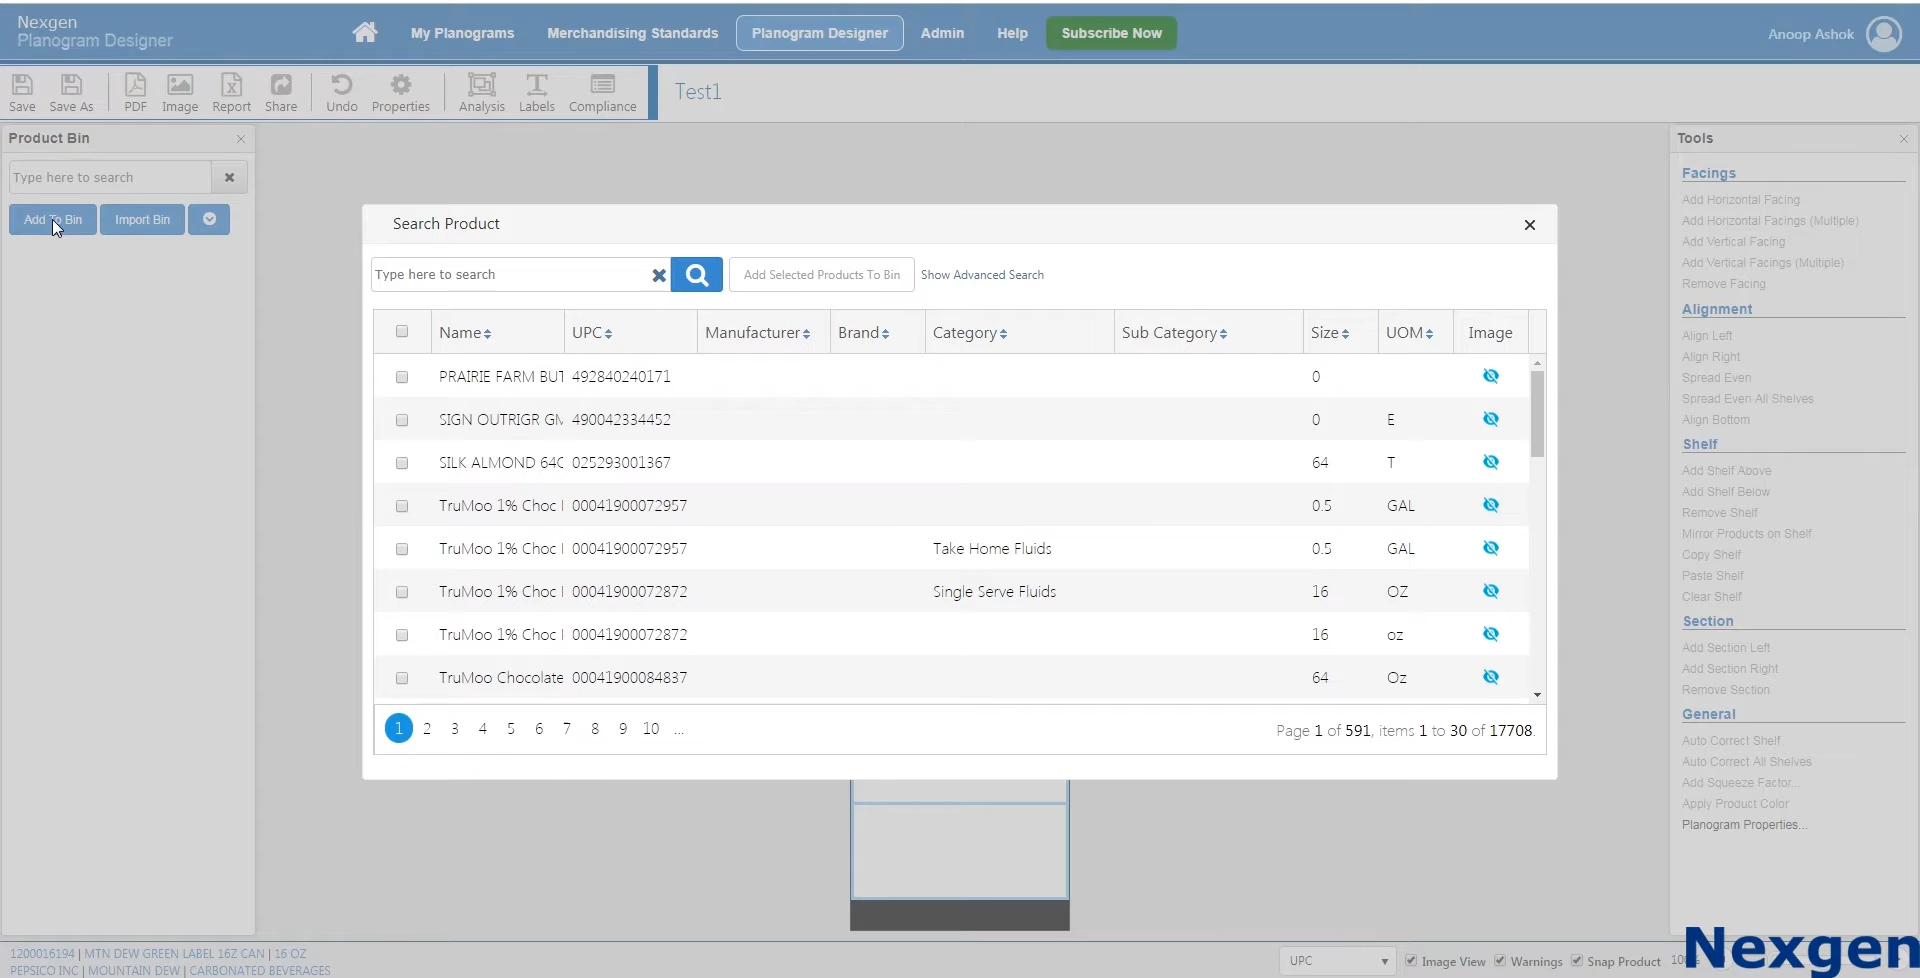 Nexgen
Planogram Designer
My Planograms Merchandising Standards Planogram Designer Admin Help Subscribe Now Anoop Ashok
Save Save As PDF Image Report Share Undo Properties Analysis Labels Compliance
Test1
Product Bin
Type here to search
Add To Bin Import Bin
Search Product
Type here to search Add Selected Products To Bin Show Advanced Search
Name UPC Manufacturer Brand Category Sub Category Size UOM Image
PRAIRIE FARM BUT 492840240171 0
SIGN OUTRIGR GM 490042334452 0 E
SILK ALMOND 64O 025293001367 64 T
TruMoo 1% Choc 00041900072957 0.5 GAL
TruMoo 1% Choc 00041900072957 Take Home Fluids 0.5 GAL
TruMoo 1% Choc 00041900072872 Single Serve Fluids 16 OZ
TruMoo 1% Choc 00041900072872 16 oz
TruMoo Chocolate 00041900084837 64 Oz
1 2 3 4 5 6 7 8 9 10 ...
Page 1 of 591, items 1 to 30 of 17708
Tools
Facings
Add Horizontal Facing
Add Horizontal Facings (Multiple)
Add Vertical Facing
Add Vertical Facings (Multiple)
Remove Facing
Alignment
Align Left
Align Right
Spread Even
Spread Even All Shelves
Align Bottom
Shelf
Add Shelf Above
Add Shelf Below
Remove Shelf
Mirror Products on Shelf
Copy Shelf
Paste Shelf
Clear Shelf
Section
Add Section Left
Add Section Right
Remove Section
General
Auto Correct Shelf
Auto Correct All Shelves
Add Squeeze Factor...
Apply Product Color
Planogram Properties...
1200016194 | MTN DEW GREEN LABEL 16Z CAN | 16 OZ
PEPSICO INC | MOUNTAIN DEW | CARBONATED BEVERAGES
UPC Image View Warnings Snap Product
Nexgen